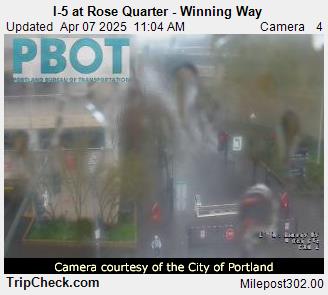 I-5 at Rose Quarter - Winning Way
Updated Apr 07 2025 11:04 AM Camera 4
PBOT
PORTLAND BUREAU OF TRANSPORTATION
Camera courtesy of the City of Portland
TripCheck.com Milepost302.00